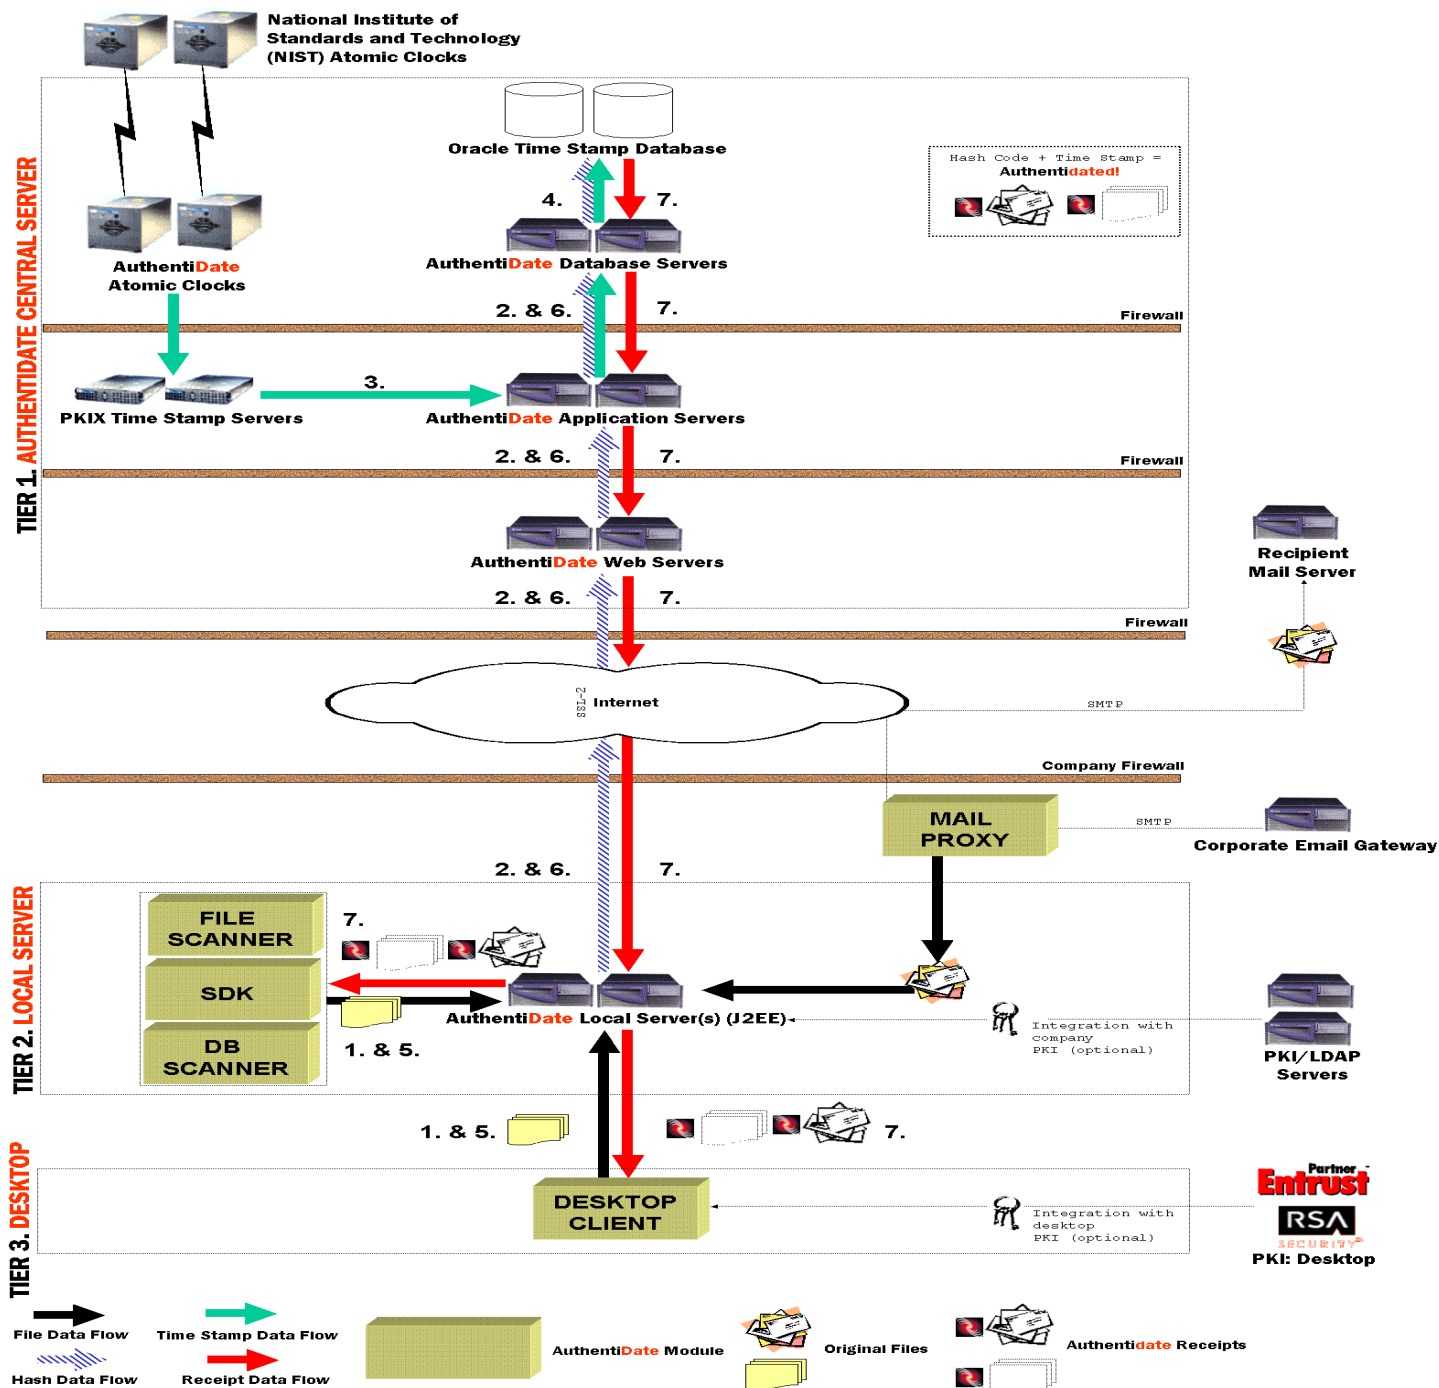 National Institute of
Standards and Technology
(NIST) Atomic Clocks
TIER 1. AUTHENTIDATE CENTRAL SERVER
Oracle Time Stamp Database
Hash Code + Time Stamp =
Authentidated!
4.
7.
AuthentiDate
Atomic Clocks
AuthentiDate Database Servers
2. & 6.
7.
Firewall
3.
PKIX Time Stamp Servers
AuthentiDate Application Servers
2. & 6.
7.
Firewall
AuthentiDate Web Servers
Recipient
Mail Server
2. & 6.
7.
Firewall
SSL-2
Internet
SMTP
Company Firewall
MAIL
PROXY
SMTP
Corporate Email Gateway
2. & 6.
7.
TIER 2. LOCAL SERVER
FILE
SCANNER
7.
SDK
AuthentiDate Local Server(s) (J2EE)
DB
SCANNER
1. & 5.
Integration with
company
PKI (optional)
PKI/LDAP
Servers
1. & 5.
7.
TIER 3. DESKTOP
DESKTOP
CLIENT
Integration with
desktop
PKI (optional)
Partner
Entrust
RSA
SECURITY
PKI: Desktop
File Data Flow
Time Stamp Data Flow
Hash Data Flow
Receipt Data Flow
AuthentiDate Module
Original Files
Authentidate Receipts